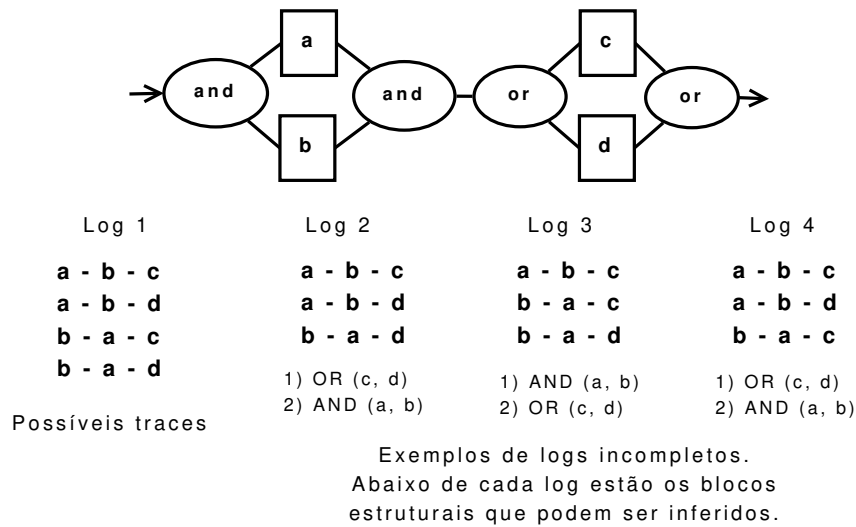 a
c
and
and
or
or
b
d
Log 1
a - b - c
a - b - d
b - a - c
b - a - d
Possíveis traces
Log 2
a - b - c
a - b - d
b - a - d
1) OR (c, d)
2) AND (a, b)
Log 3
a - b - c
b - a - c
b - a - d
1) AND (a, b)
2) OR (c, d)
Log 4
a - b - c
a - b - d
b - a - c
1) OR (c, d)
2) AND (a, b)
Exemplos de logs incompletos.
Abaixo de cada log estão os blocos
estruturais que podem ser inferidos.